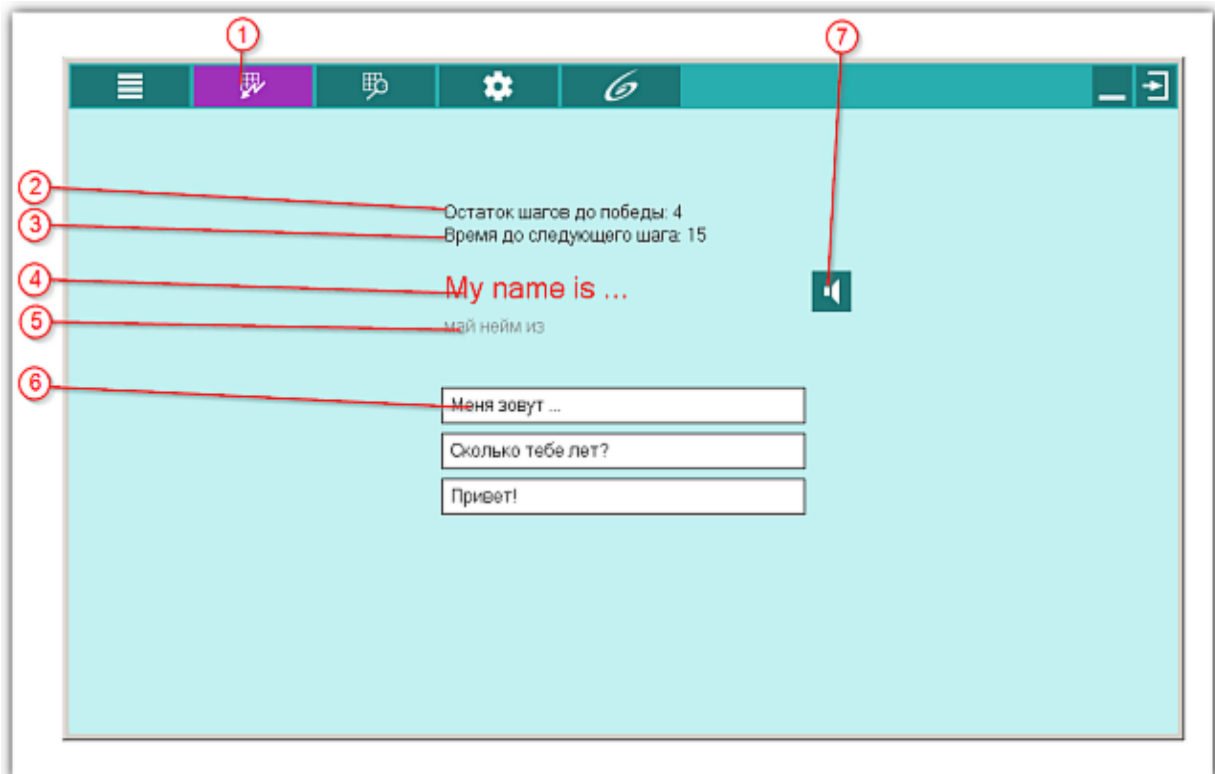 1
7
2
Остаток шагов до победы: 4
3
Время до следующего шага: 15
4
My name is ...
5
май нейм из
6
Меня зовут ...
Сколько тебе лет?
Привет!